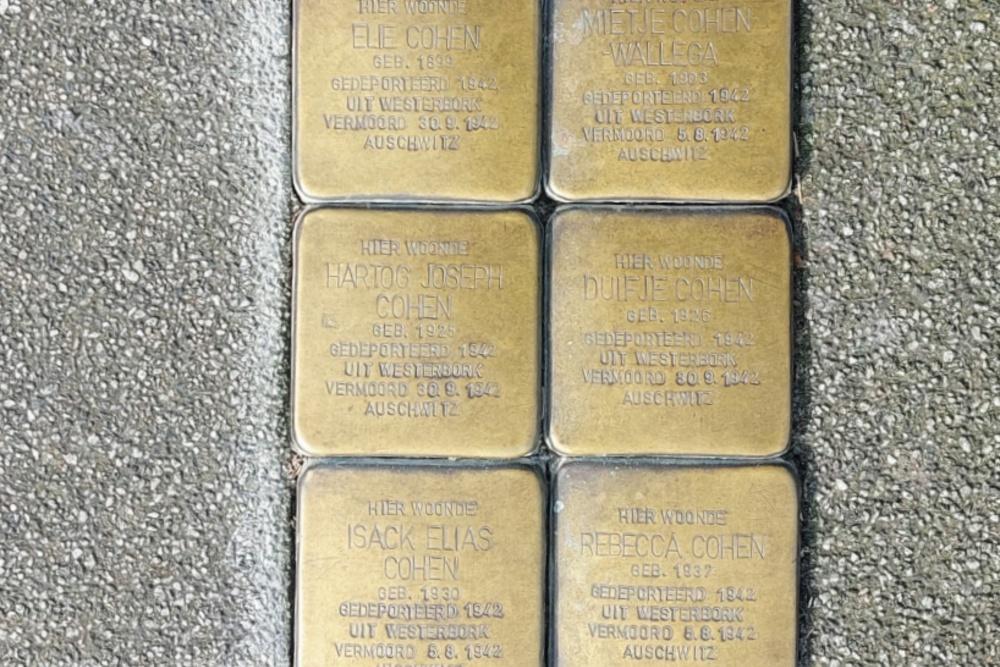 HIER WOONDE
ELIE COHEN
GEB. 1899
GEDEPORTEERD 1942
UIT WESTERBORK
VERMOORD 30.9.1942
AUSCHWITZ
MIETJE COHEN
-WALLEGA
GEB. 1903
GEDEPORTEERD 1942
UIT WESTERBORK
VERMOORD 5.8.1942
AUSCHWITZ
HIER WOONDE
HARTOG JOSEPH
COHEN
GEB. 1925
GEDEPORTEERD 1942
UIT WESTERBORK
VERMOORD 30.9.1942
AUSCHWITZ
HIER WOONDE
DUIFJE COHEN
GEB. 1926
GEDEPORTEERD 1942
UIT WESTERBORK
VERMOORD 30.9.1942
AUSCHWITZ
HIER WOONDE
ISACK ELIAS
COHEN
GEB. 1930
GEDEPORTEERD 1942
UIT WESTERBORK
VERMOORD 5.8.1942
AUSCHWITZ
HIER WOONDE
REBECCA COHEN
GEB. 1937
GEDEPORTEERD 1942
UIT WESTERBORK
VERMOORD 5.8.1942
AUSCHWITZ